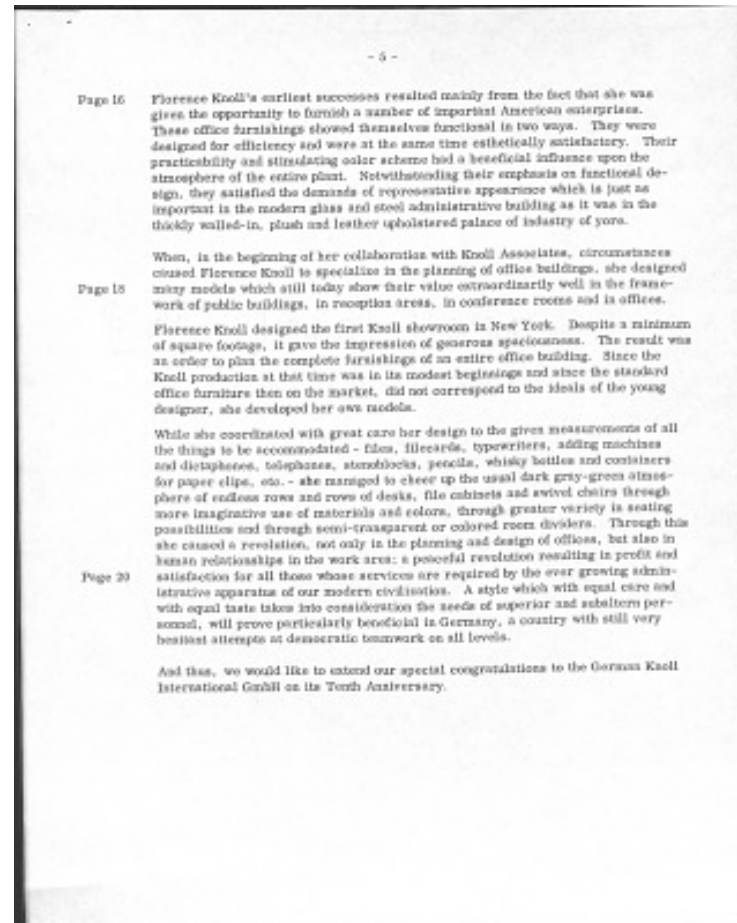 - 5 -
Page 16 Florence Knoll's earliest successes resulted mainly from the fact that she was
given the opportunity to furnish a number of important American enterprises.
These office furnishings showed themselves functional in two ways. They were
designed for efficiency and were at the same time esthetically satisfactory. Their
practicability and stimulating color scheme had a beneficial influence upon the
atmosphere of the entire plant. Notwithstanding their emphasis on functional de-
sign, they satisfied the demands of representative appearance which is just as
important in the modern glass and steel administrative building as it was in the
thickly walled-in, plush and leather upholstered palace of industry of yore.
When, in the beginning of her collaboration with Knoll Associates, circumstances
caused Florence Knoll to specialize in the planning of office buildings, she designed
Page 18 many models which still today show their value extraordinarily well in the frame-
work of public buildings, in reception areas, in conference rooms and in offices.
Florence Knoll designed the first Knoll showroom in New York. Despite a minimum
of square footage, it gave the impression of generous spaciousness. The result was
an order to plan the complete furnishings of an entire office building. Since the
Knoll production at that time was in its modest beginnings and since the standard
office furniture then on the market, did not correspond to the ideals of the young
designer, she developed her own models.
While she coordinated with great care her design to the given measurements of all
the things to be accommodated - files, filecards, typewriters, adding machines
and dictaphones, telephones, stenoblocks, pencils, whisky bottles and containers
for paper clips, etc. - she managed to cheer up the usual dark gray-green atmos-
phere of endless rows and rows of desks, file cabinets and swivel chairs through
more imaginative use of materials and colors, through greater variety in seating
possibilities and through semi-transparent or colored room dividers. Through this
she caused a revolution, not only in the planning and design of offices, but also in
human relationships in the work area: a peaceful revolution resulting in profit and
Page 20 satisfaction for all those whose services are required by the ever growing admin-
istrative apparatus of our modern civilization. A style which with equal care and
with equal taste takes into consideration the needs of superior and subaltern per-
sonnel, will prove particularly beneficial in Germany, a country with still very
hesitant attempts at democratic teamwork on all levels.
And thus, we would like to extend our special congratulations to the German Knoll
International GmbH on its Tenth Anniversary.